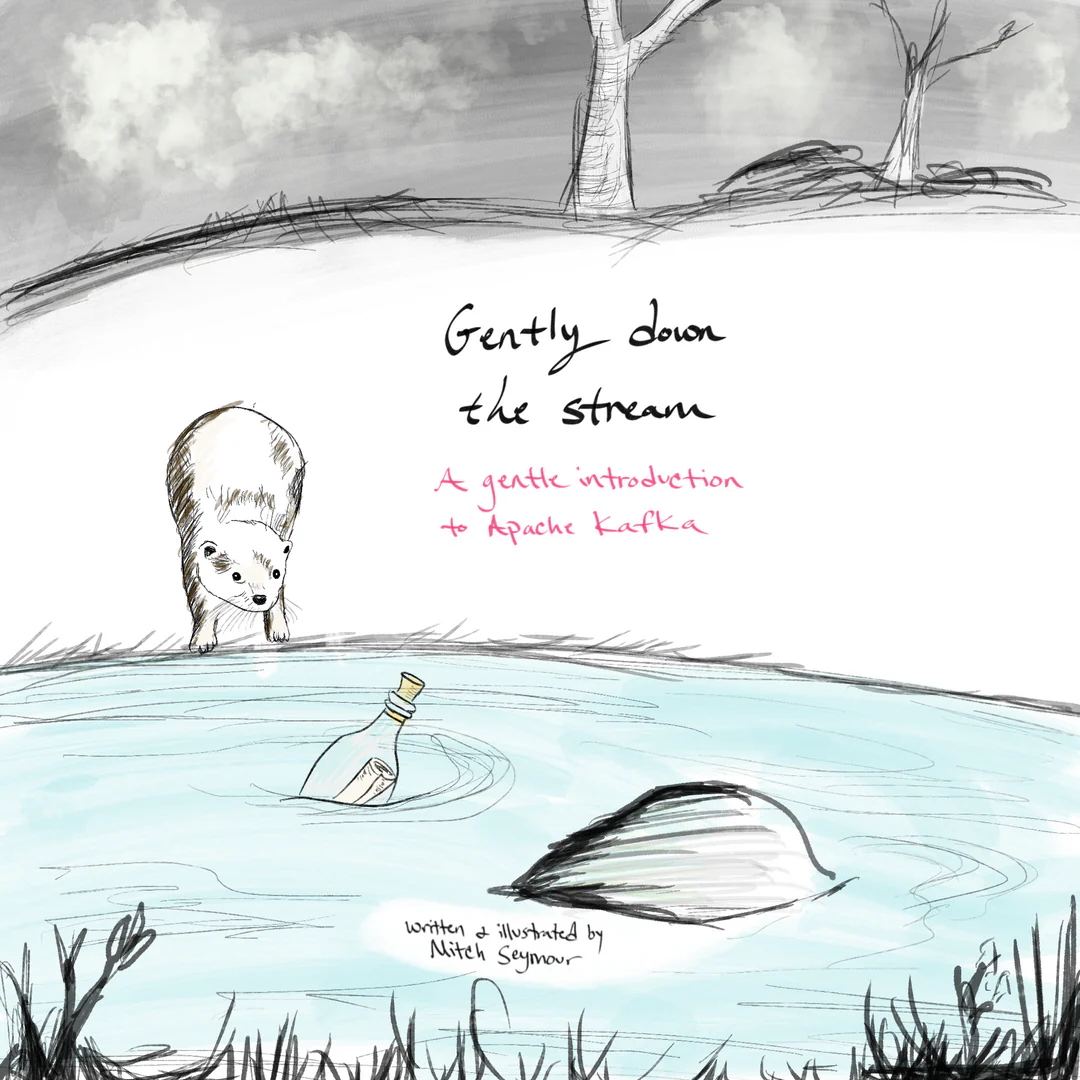 Gently down
the stream
A gentle introduction
to Apache Kafka
written & illustrated by
Mitch Seymour